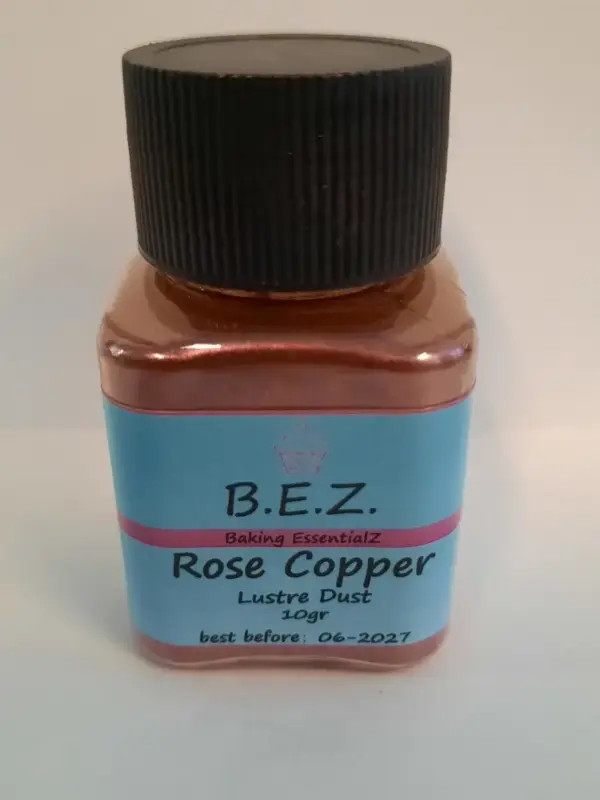 B.E.Z.
Baking EssentialZ
Rose Copper
Lustre Dust
10gr
best before: 06-2027